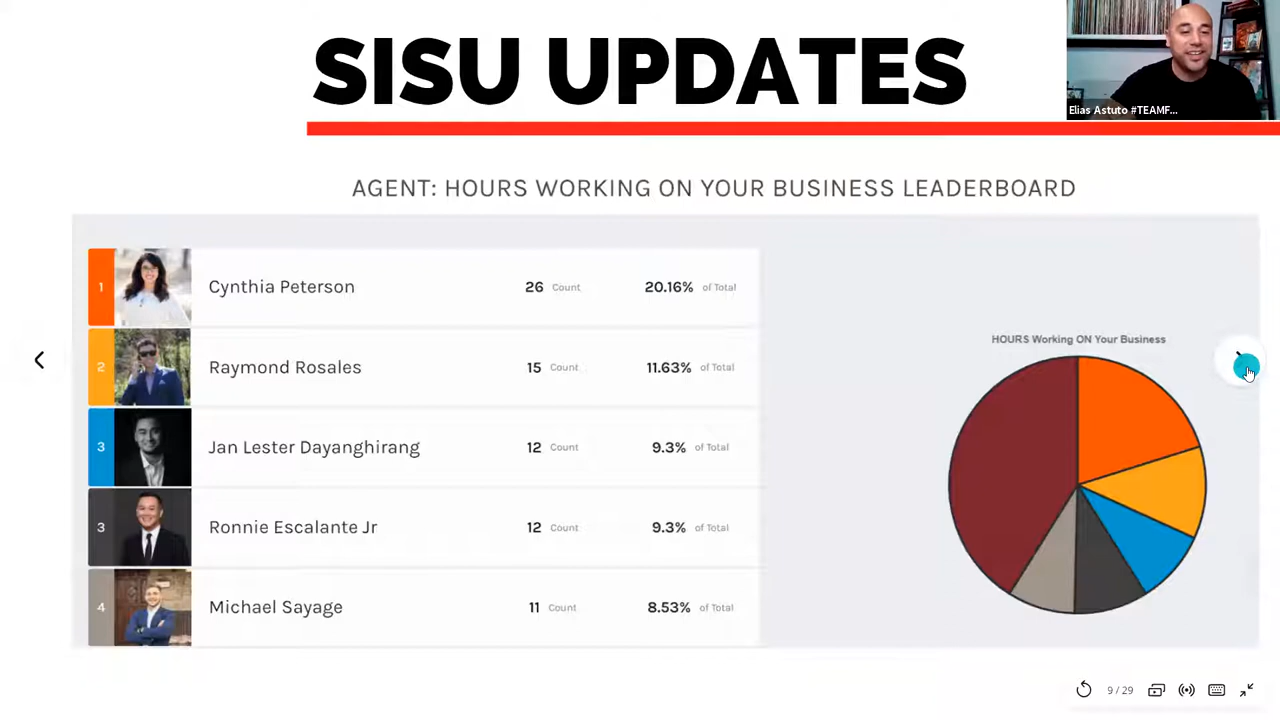 SISU UPDATES
Elias Astuto #TEAMF...
AGENT: HOURS WORKING ON YOUR BUSINESS LEADERBOARD
1 Cynthia Peterson 26 Count 20.16% of Total
2 Raymond Rosales 15 Count 11.63% of Total
3 Jan Lester Dayanghirang 12 Count 9.3% of Total
3 Ronnie Escalante Jr 12 Count 9.3% of Total
4 Michael Sayage 11 Count 8.53% of Total
HOURS Working ON Your Business
9 / 29